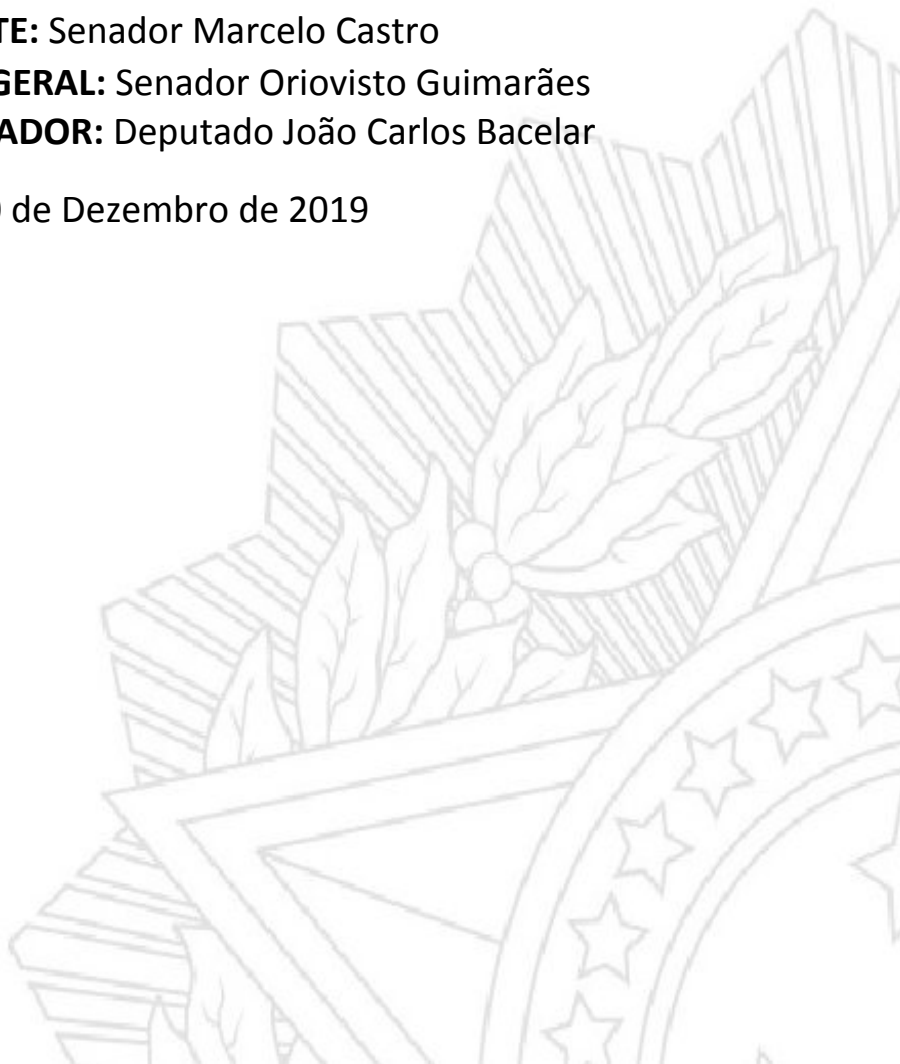 TE: Senador Marcelo Castro
GERAL: Senador Oriovisto Guimarães
ADOR: Deputado João Carlos Bacelar
de Dezembro de 2019